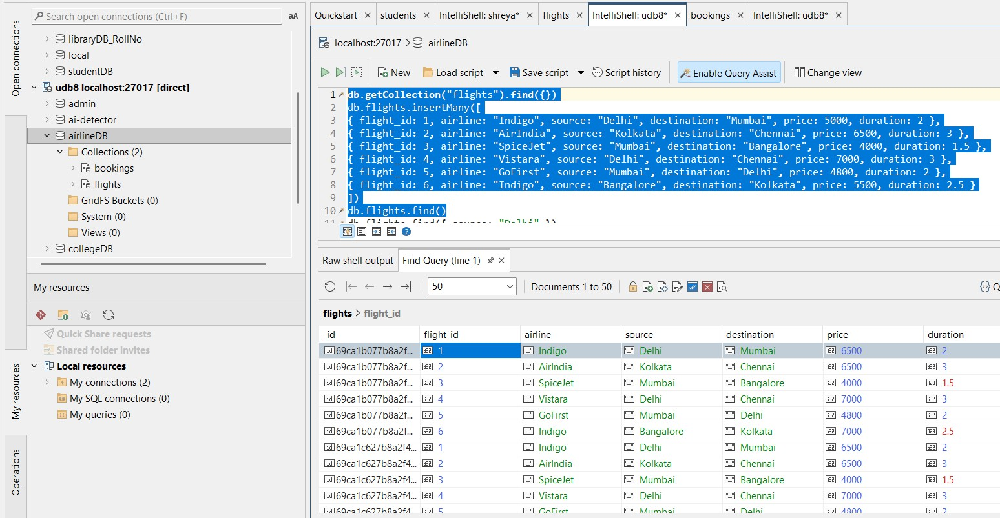 Open connections
My resources
Operations
Search open connections (Ctrl+F) aA
libraryDB_RollNo
local
studentDB
udb8 localhost:27017 [direct]
admin
ai-detector
airlineDB
Collections (2)
bookings
flights
GridFS Buckets (0)
System (0)
Views (0)
collegeDB
My resources
Quick Share requests
Shared folder invites
Local resources
My connections (2)
My SQL connections (0)
My queries (0)
Quickstart × students × IntelliShell: shreya* × flights × IntelliShell: udb8* × bookings × IntelliShell: udb8* ×
localhost:27017 > airlineDB
New Load script Save script Script history Enable Query Assist Change view
1 db.getCollection("flights").find({})
2 db.flights.insertMany([
3 { flight_id: 1, airline: "Indigo", source: "Delhi", destination: "Mumbai", price: 5000, duration: 2 },
4 { flight_id: 2, airline: "AirIndia", source: "Kolkata", destination: "Chennai", price: 6500, duration: 3 },
5 { flight_id: 3, airline: "SpiceJet", source: "Mumbai", destination: "Bangalore", price: 4000, duration: 1.5 },
6 { flight_id: 4, airline: "Vistara", source: "Delhi", destination: "Chennai", price: 7000, duration: 3 },
7 { flight_id: 5, airline: "GoFirst", source: "Mumbai", destination: "Delhi", price: 4800, duration: 2 },
8 { flight_id: 6, airline: "Indigo", source: "Bangalore", destination: "Kolkata", price: 5500, duration: 2.5 }
9 ])
10 db.flights.find()
11 db.flights.find({ source: "Delhi" })
Raw shell output Find Query (line 1) ×
50 Documents 1 to 50 Q
flights > flight_id
_id flight_id airline source destination price duration
69ca1b077b8a2f... 1 Indigo Delhi Mumbai 6500 2
69ca1b077b8a2f... 2 AirIndia Kolkata Chennai 6500 3
69ca1b077b8a2f... 3 SpiceJet Mumbai Bangalore 4000 1.5
69ca1b077b8a2f... 4 Vistara Delhi Chennai 7000 3
69ca1b077b8a2f... 5 GoFirst Mumbai Delhi 4800 2
69ca1b077b8a2f... 6 Indigo Bangalore Kolkata 7000 2.5
69ca1c627b8a2f4... 1 Indigo Delhi Mumbai 6500 2
69ca1c627b8a2f4... 2 AirIndia Kolkata Chennai 6500 3
69ca1c627b8a2f4... 3 SpiceJet Mumbai Bangalore 4000 1.5
69ca1c627b8a2f4... 4 Vistara Delhi Chennai 7000 3
69ca1c627b8a2f4... 5 GoFirst Mumbai Delhi 4800 2